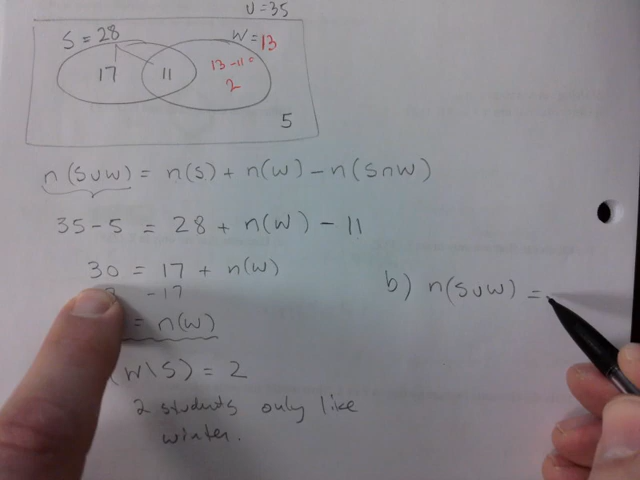 U=35
S = 28
W = 13
17
11
13-11=
2
5
n(S∪W) = n(S) + n(W) - n(S∩W)
35-5 = 28 + n(W) - 11
30 = 17 + n(W)
-17
= n(W)
b) n(S∪W) =
(W\S) = 2
2 students only like
winter.